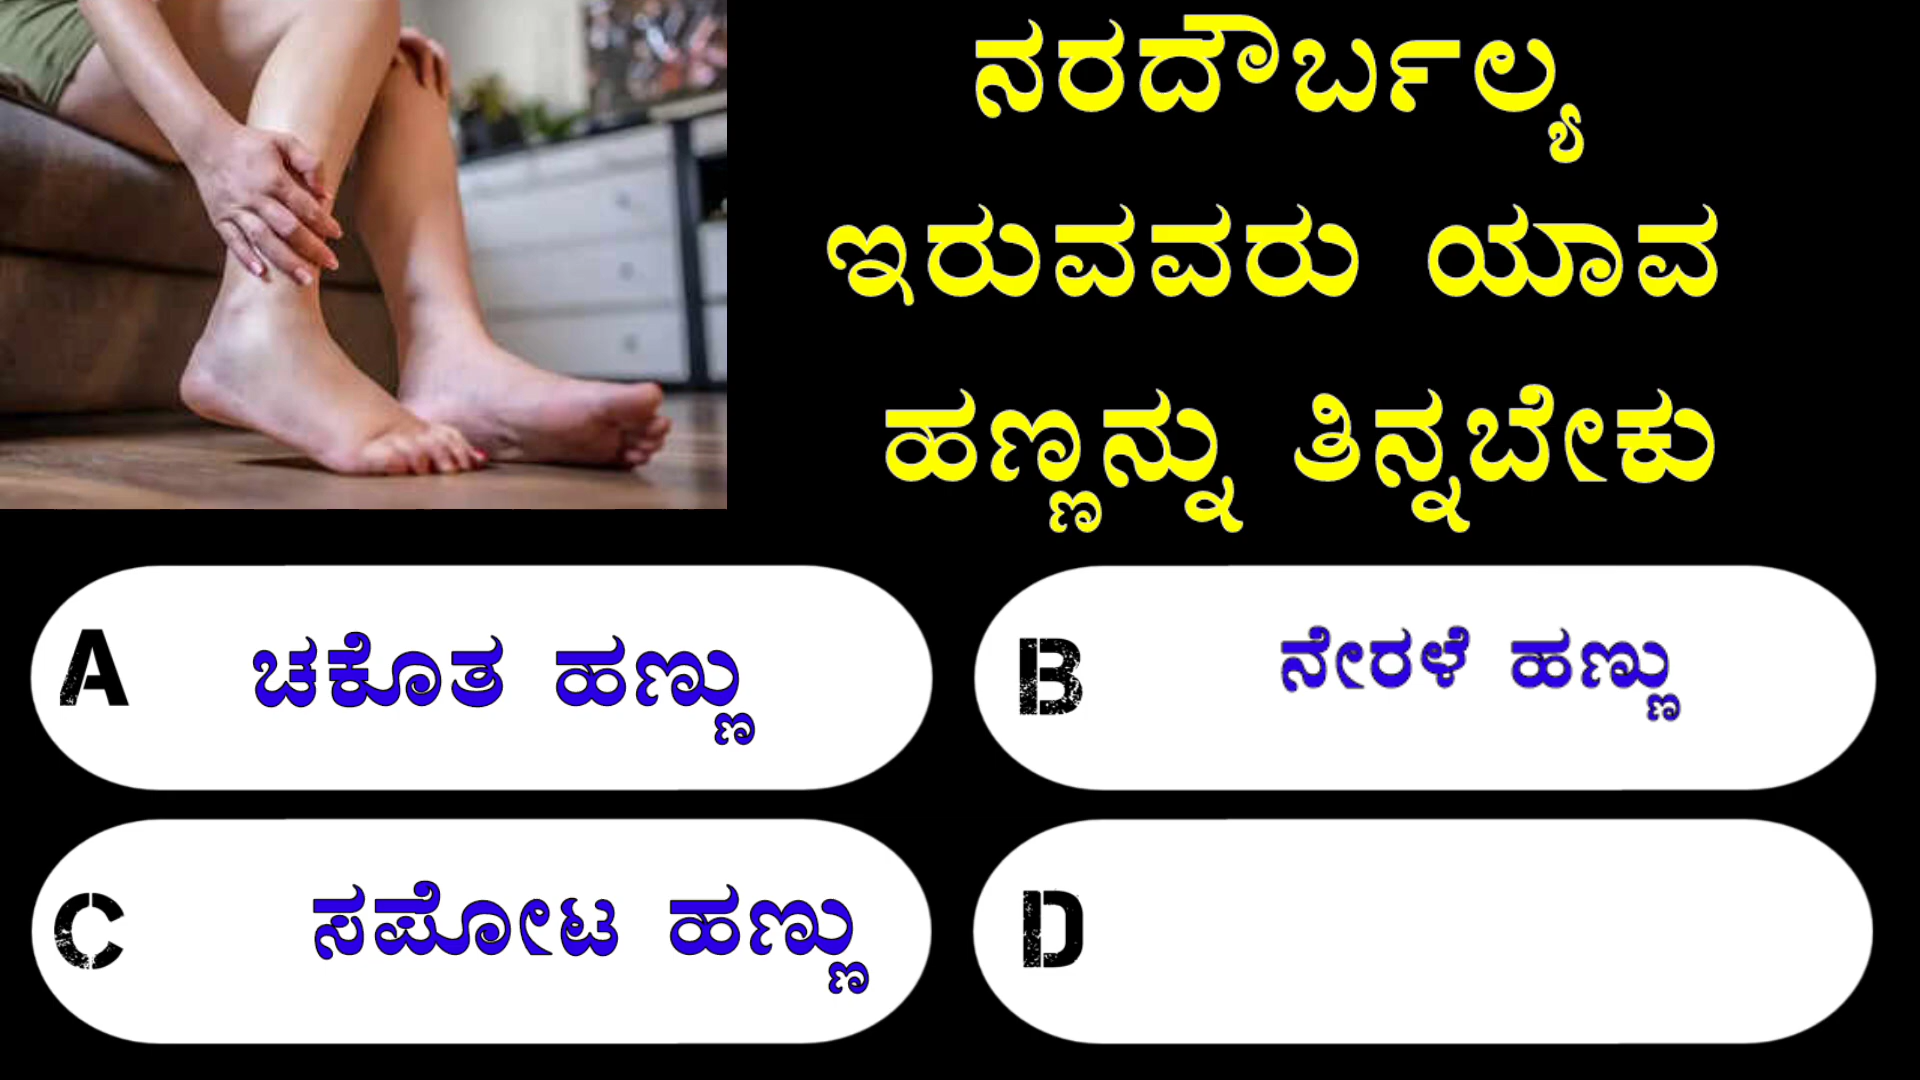 ನರದೌರ್ಬಲ್ಯ
ಇರುವವರು ಯಾವ
ಹಣ್ಣನ್ನು ತಿನ್ನಬೇಕು
A ಚಕೊತ ಹಣ್ಣು
B ನೇರಳೆ ಹಣ್ಣು
C ಸಪೋಟ ಹಣ್ಣು
D